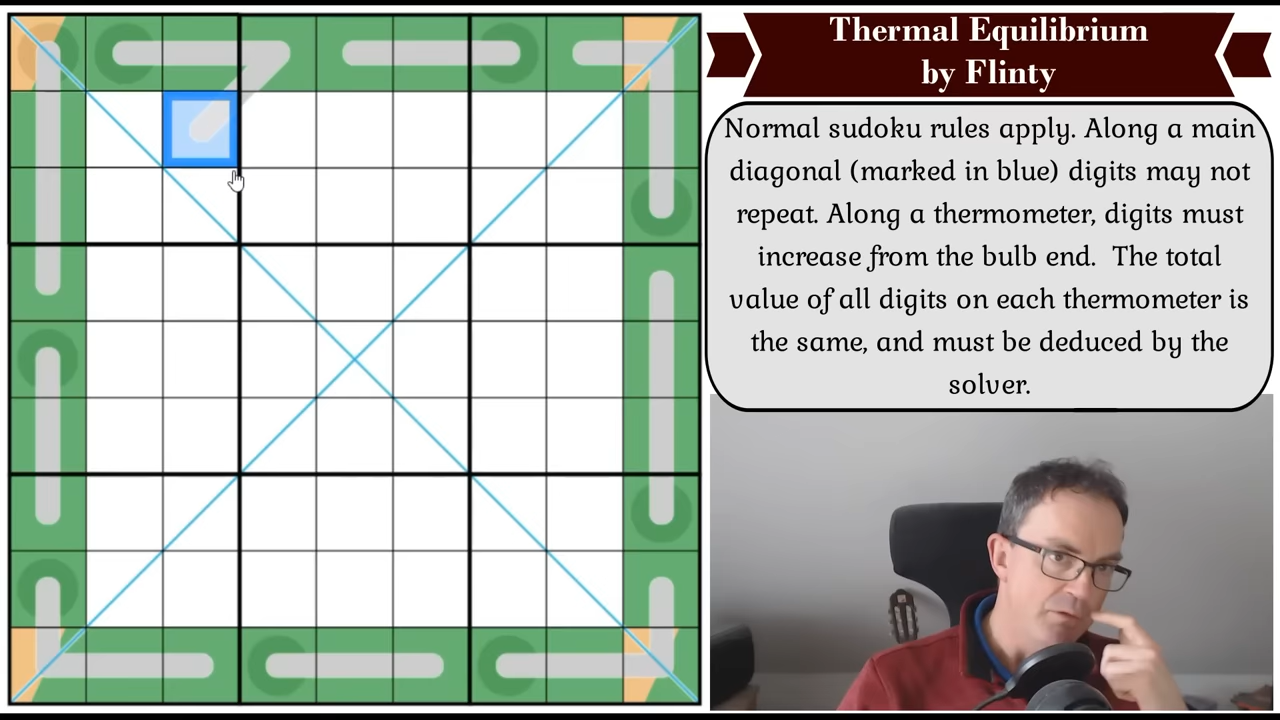 Thermal Equilibrium
by Flinty
Normal sudoku rules apply. Along a main
diagonal (marked in blue) digits may not
repeat. Along a thermometer, digits must
increase from the bulb end. The total
value of all digits on each thermometer is
the same, and must be deduced by the
solver.